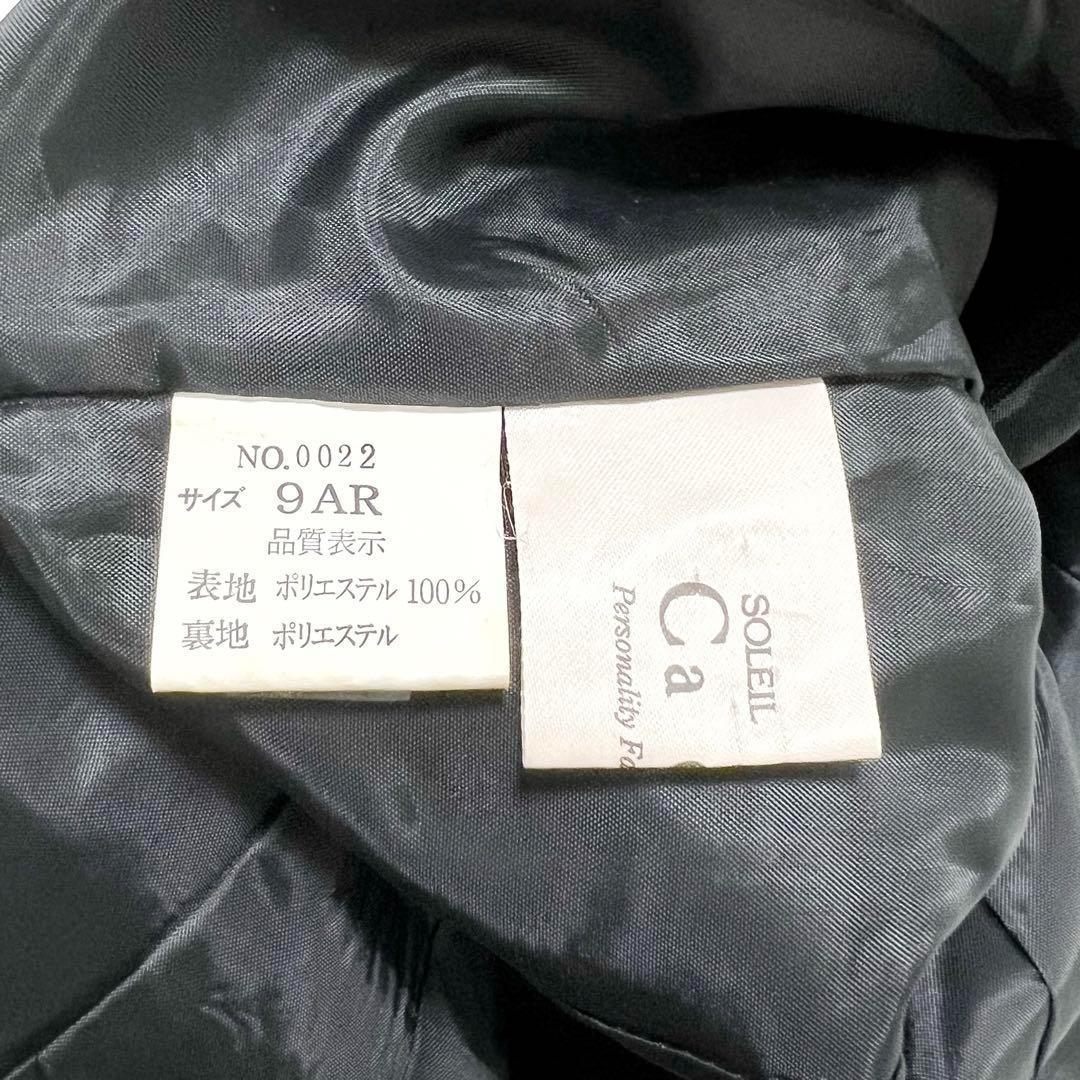 NO.0022
サイズ 9AR
品質表示
表地 ポリエステル 100%
裏地 ポリエステル
SOLEIL
Ca
Personality